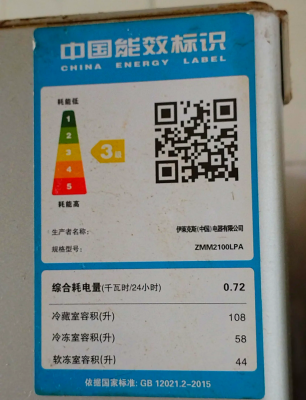 中国能效标识
CHINA ENERGY LABEL
耗能低
1
2
3
4
5
3级
耗能高
生产者名称:
伊莱克斯(中国)电器有限公司
规格型号:
ZMM2100LPA
综合耗电量(千瓦时/24小时) 0.72
冷藏室容积(升) 108
冷冻室容积(升) 58
软冻室容积(升) 44
依据国家标准: GB 12021.2-2015